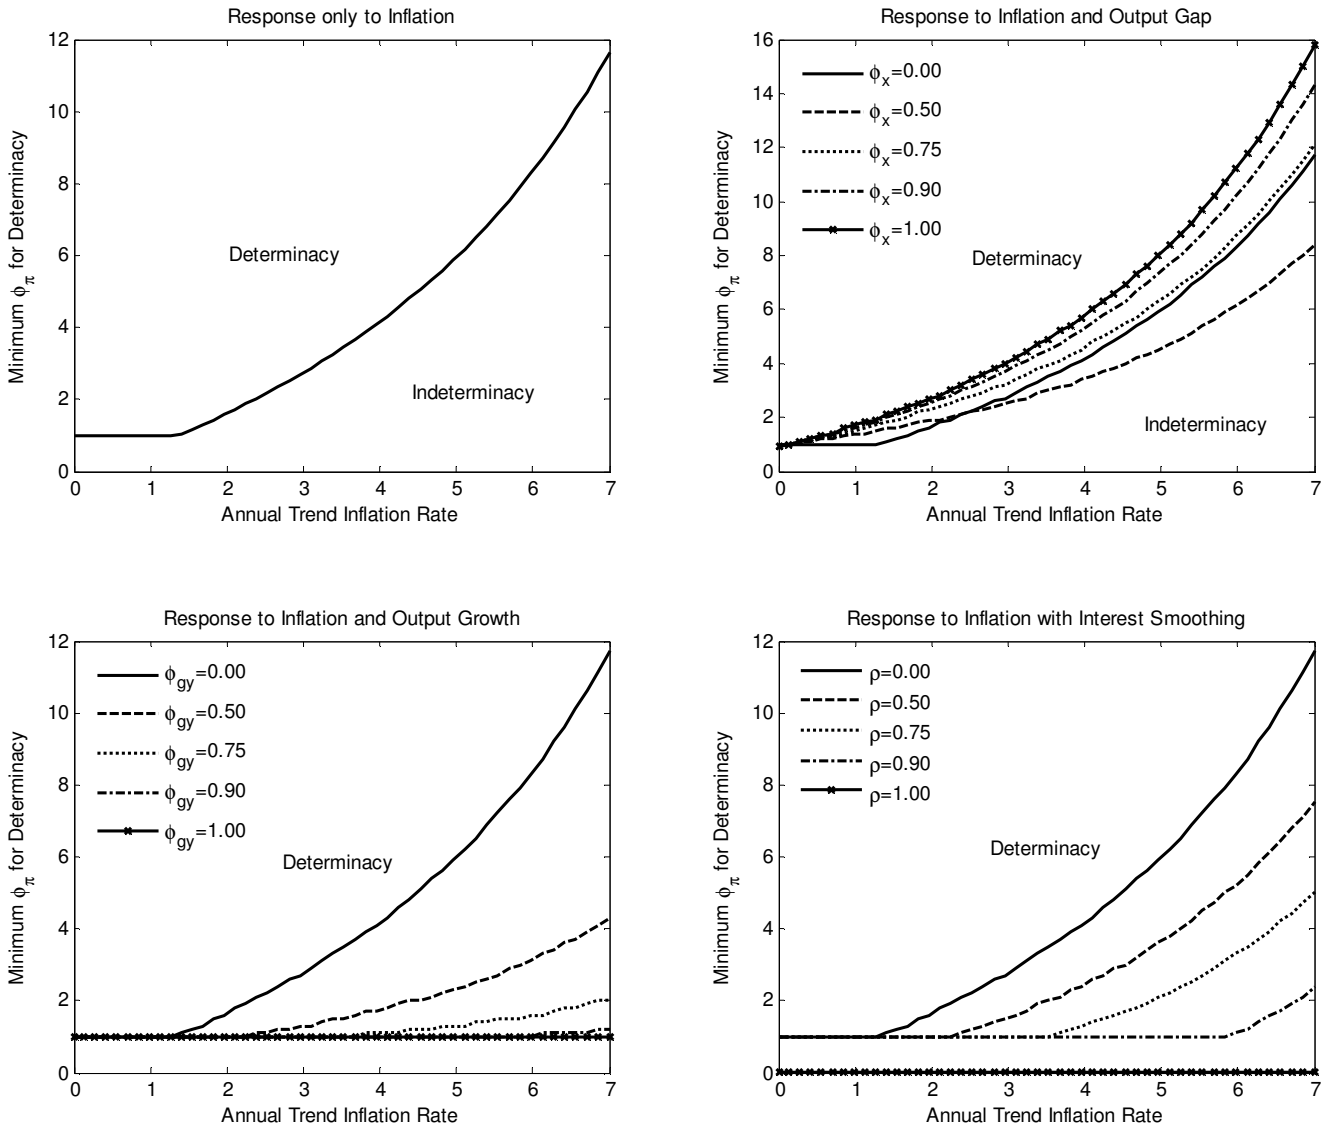 Response only to Inflation
12
10
8
6
4
2
0
Minimum ϕπ for Determinacy
Determinacy
Indeterminacy
0 1 2 3 4 5 6 7
Annual Trend Inflation Rate
Response to Inflation and Output Gap
16
14
12
10
8
6
4
2
0
Minimum ϕπ for Determinacy
ϕx=0.00
ϕx=0.50
ϕx=0.75
ϕx=0.90
ϕx=1.00
Determinacy
Indeterminacy
0 1 2 3 4 5 6 7
Annual Trend Inflation Rate
Response to Inflation and Output Growth
12
10
8
6
4
2
0
Minimum ϕπ for Determinacy
ϕgy=0.00
ϕgy=0.50
ϕgy=0.75
ϕgy=0.90
ϕgy=1.00
Determinacy
0 1 2 3 4 5 6 7
Annual Trend Inflation Rate
Response to Inflation with Interest Smoothing
12
10
8
6
4
2
0
Minimum ϕπ for Determinacy
ρ=0.00
ρ=0.50
ρ=0.75
ρ=0.90
ρ=1.00
Determinacy
0 1 2 3 4 5 6 7
Annual Trend Inflation Rate